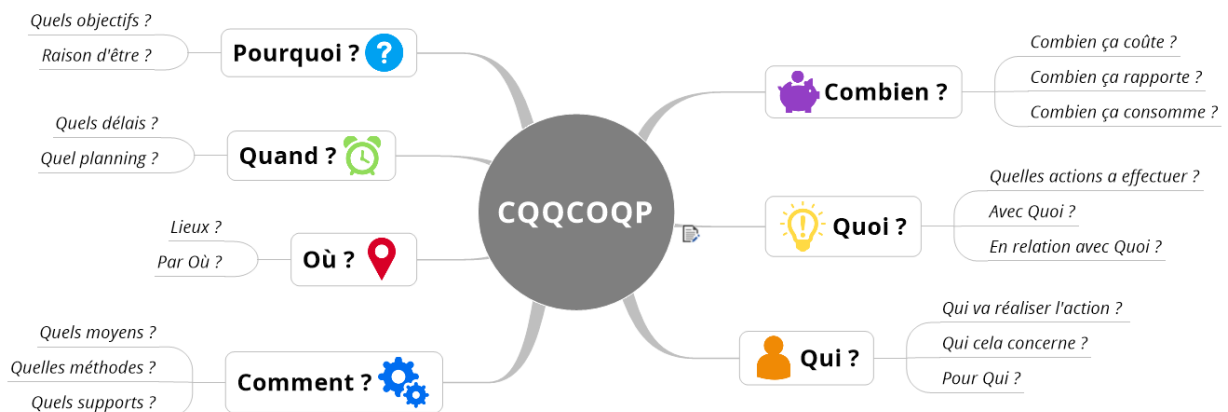 CQQCOQP
Combien ?
Combien ça coûte ?
Combien ça rapporte ?
Combien ça consomme ?
Quoi ?
Quelles actions a effectuer ?
Avec Quoi ?
En relation avec Quoi ?
Qui ?
Qui va réaliser l'action ?
Qui cela concerne ?
Pour Qui ?
Pourquoi ?
Quels objectifs ?
Raison d'être ?
Quand ?
Quels délais ?
Quel planning ?
Où ?
Lieux ?
Par Où ?
Comment ?
Quels moyens ?
Quelles méthodes ?
Quels supports ?